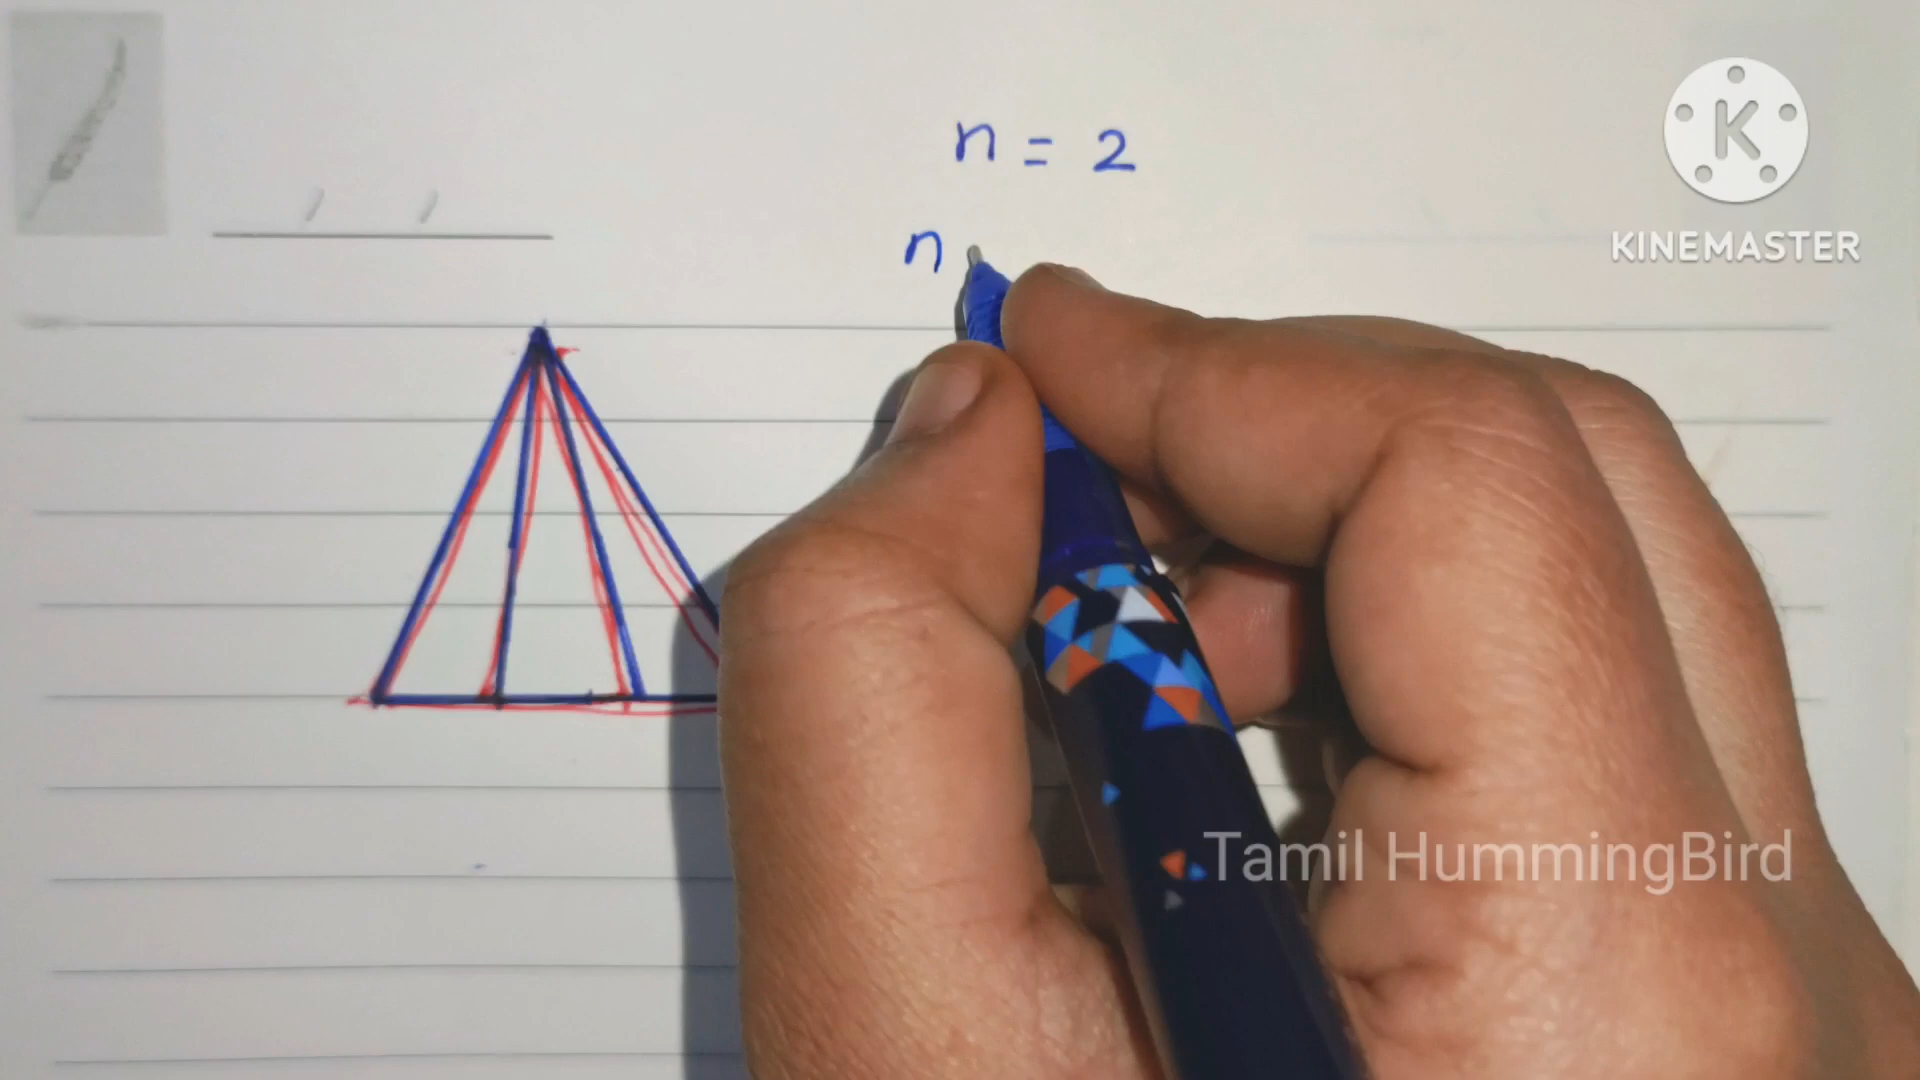 n = 2
n
K
KINEMASTER
Tamil HummingBird